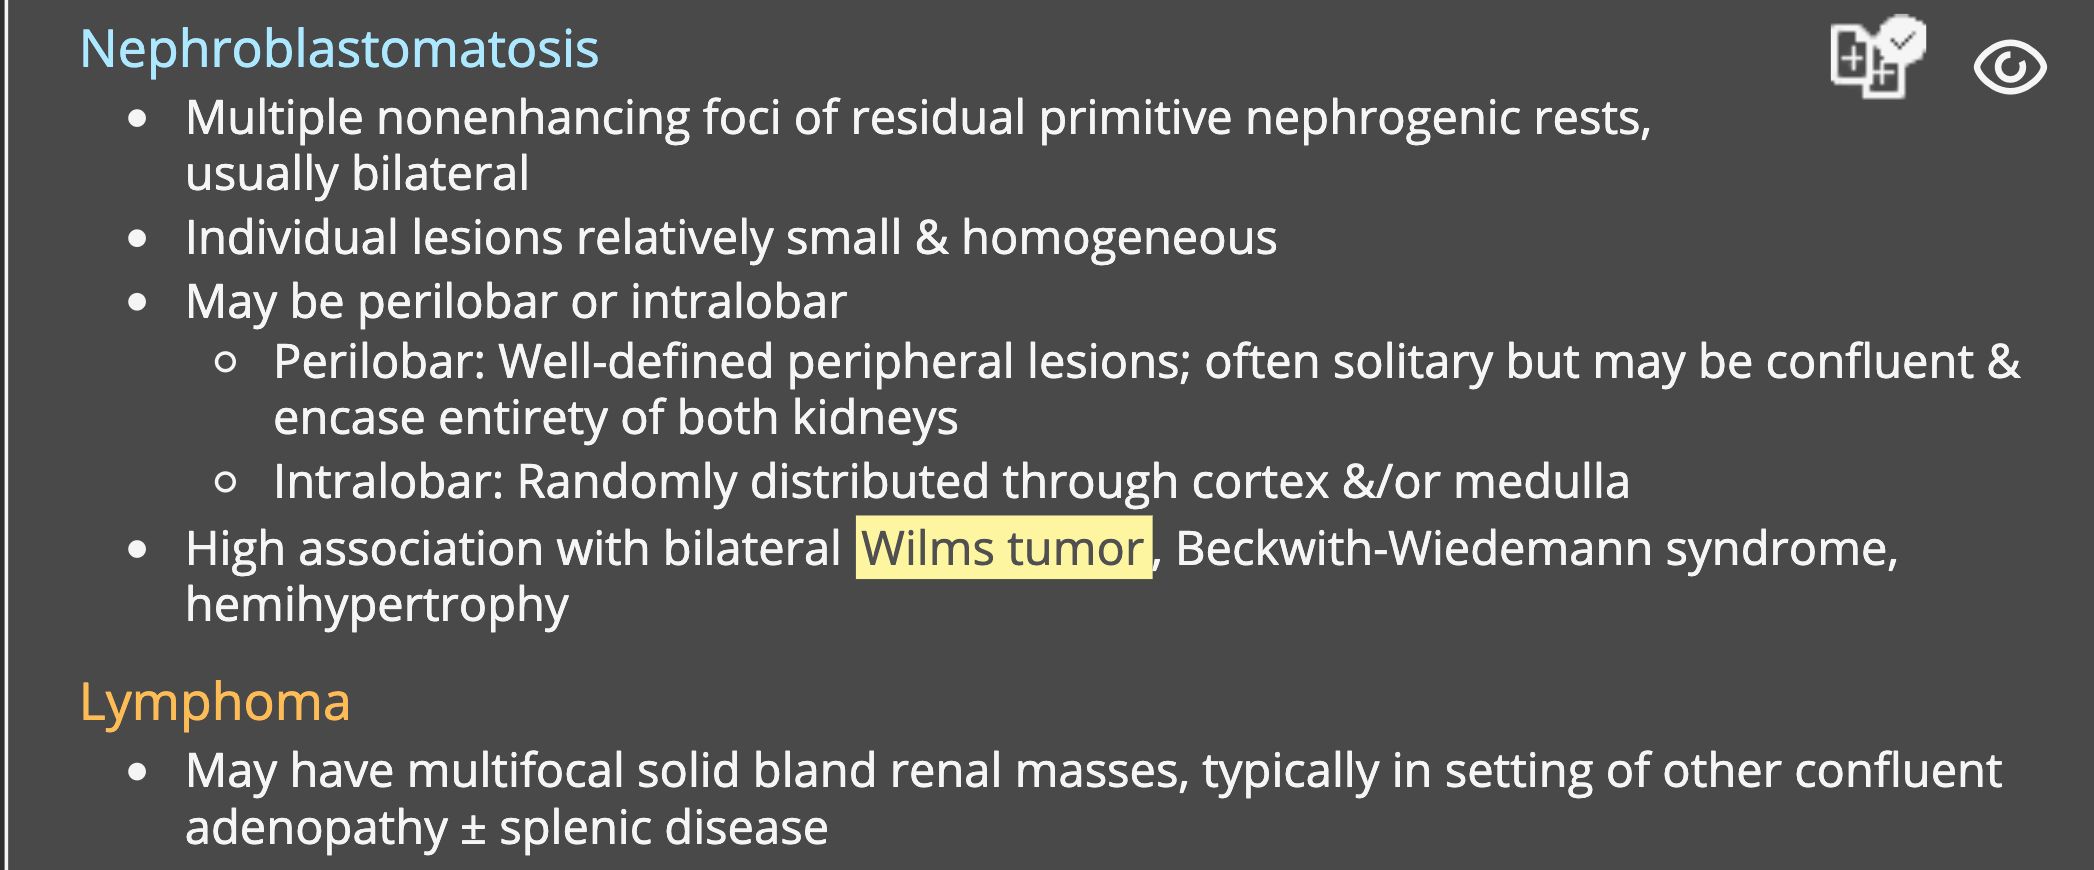 Nephroblastomatosis
• Multiple nonenhancing foci of residual primitive nephrogenic rests,
usually bilateral
• Individual lesions relatively small & homogeneous
• May be perilobar or intralobar
○ Perilobar: Well-defined peripheral lesions; often solitary but may be confluent &
encase entirety of both kidneys
○ Intralobar: Randomly distributed through cortex &/or medulla
• High association with bilateral Wilms tumor, Beckwith-Wiedemann syndrome,
hemihypertrophy
Lymphoma
• May have multifocal solid bland renal masses, typically in setting of other confluent
adenopathy ± splenic disease